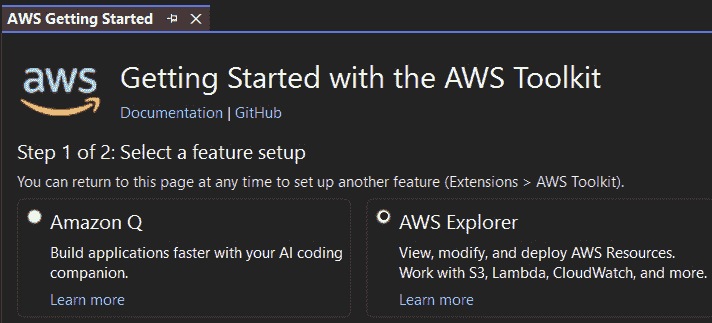 AWS Getting Started
aws
Getting Started with the AWS Toolkit
Documentation | GitHub
Step 1 of 2: Select a feature setup
You can return to this page at any time to set up another feature (Extensions > AWS Toolkit).
Amazon Q
Build applications faster with your AI coding
companion.
Learn more
AWS Explorer
View, modify, and deploy AWS Resources.
Work with S3, Lambda, CloudWatch, and more.
Learn more